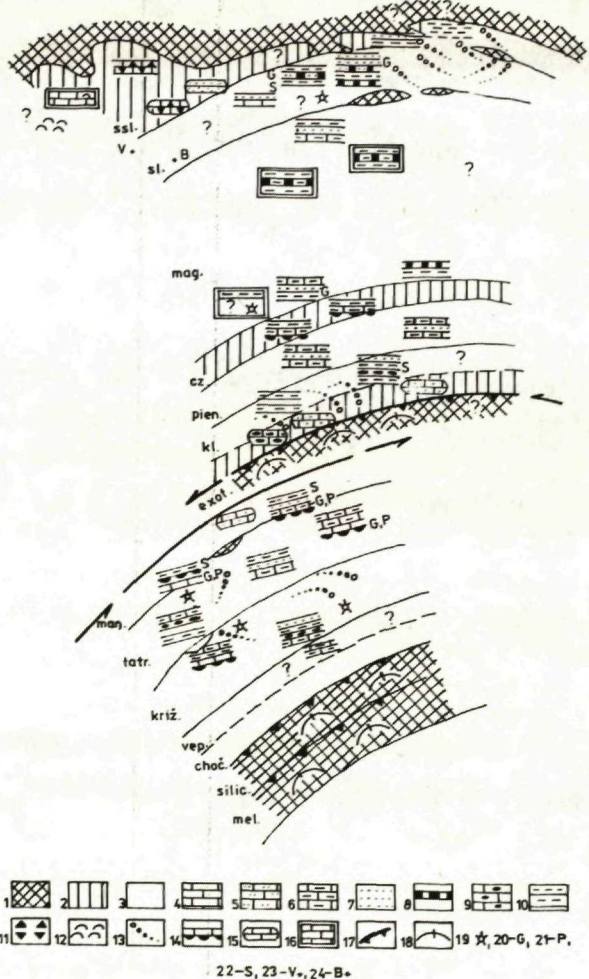 ? ?
? G G
S
? ?
? ssl. ?
V•
sl. •B ?
mag.
? G
cz.
S ?
pien.
kl.
?
exot.
S
G,P
G,P
S
G,P
man.
tatr.
?
?
križ.
vep.
choč.
silic.
mel.
1 2 3 4 5 6 7 8 9 10
11 12 13 14 15 16 17 18 19 ☆, 20-G, 21-P,
22-S, 23-V•, 24-B•